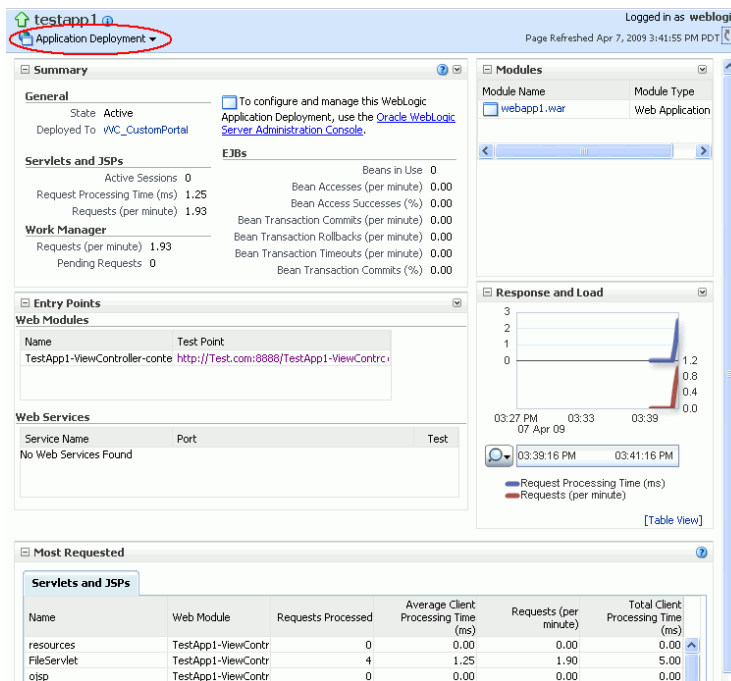 testapp1
Logged in as weblogi
Application Deployment
Page Refreshed Apr 7, 2009 3:41:55 PM PDT
Summary
General
State Active
Deployed To WC_CustomPortal
Servlets and JSPs
Active Sessions 0
Request Processing Time (ms) 1.25
Requests (per minute) 1.93
Work Manager
Requests (per minute) 1.93
Pending Requests 0
To configure and manage this WebLogic
Application Deployment, use the Oracle WebLogic
Server Administration Console.
EJBs
Beans in Use 0
Bean Accesses (per minute) 0.00
Bean Access Successes (%) 0.00
Bean Transaction Commits (per minute) 0.00
Bean Transaction Rollbacks (per minute) 0.00
Bean Transaction Timeouts (per minute) 0.00
Bean Transaction Commits (%) 0.00
Modules
Module Name Module Type
webapp1.war Web Application
Entry Points
Web Modules
Name Test Point
TestApp1-ViewController-conte http://Test.com:8888/TestApp1-ViewContrc
Web Services
Service Name Port Test
No Web Services Found
Response and Load
3
2
1
0
1.2
0.8
0.4
0.0
03:27 PM 03:33 03:39
07 Apr 09
03:39:16 PM 03:41:16 PM
Request Processing Time (ms)
Requests (per minute)
[Table View]
Most Requested
Servlets and JSPs
Name Web Module Requests Processed Average Client Processing Time (ms) Requests (per minute) Total Client Processing Time (ms)
resources TestApp1-ViewContr 0 0.00 0.00 0.00
FileServlet TestApp1-ViewContr 4 1.25 1.90 5.00
ojsp TestApp1-ViewContr 0 0.00 0.00 0.00